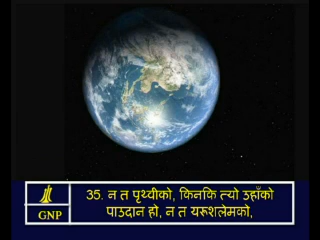 35. न त पृथ्वीको, किनकि त्यो उहाँको
पाउदान हो, न त यरूशलेमको,
GNP